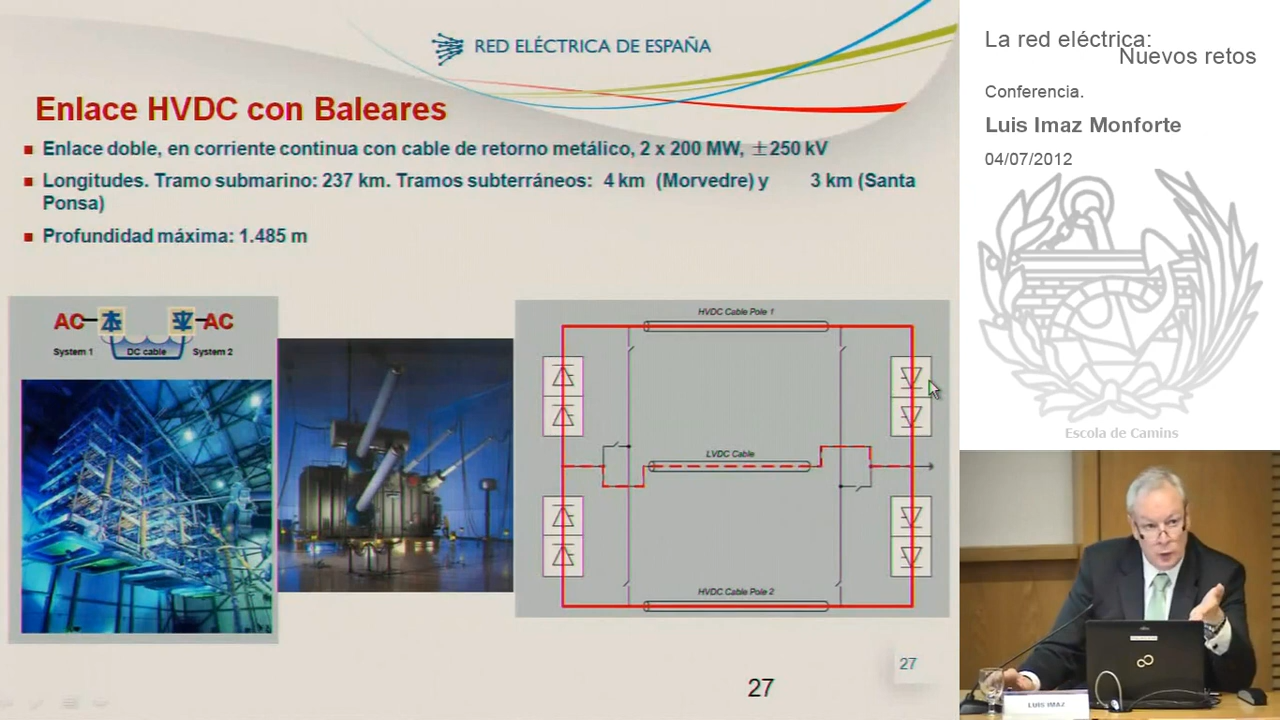 RED ELÉCTRICA DE ESPAÑA
Enlace HVDC con Baleares
Enlace doble, en corriente continua con cable de retorno metálico, 2 x 200 MW, ±250 kV
Longitudes. Tramo submarino: 237 km. Tramos subterráneos: 4 km (Morvedre) y 3 km (Santa
Ponsa)
Profundidad máxima: 1.485 m
AC AC
System 1 DC cable System 2
HVDC Cable Pole 1
LVDC Cable
HVDC Cable Pole 2
27
27
La red eléctrica:
Nuevos retos
Conferencia.
Luis Imaz Monforte
04/07/2012
Escola de Camins
LUIS IMAZ